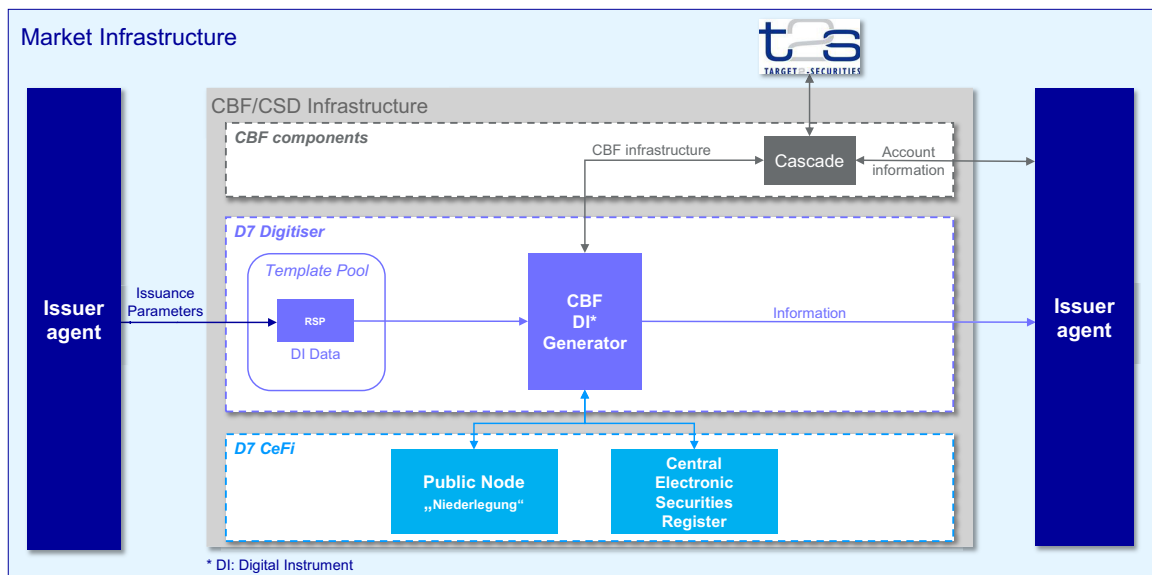 Market Infrastructure
t2s
TARGET2-SECURITIES
CBF/CSD Infrastructure
CBF components
CBF infrastructure
Cascade
Account
information
D7 Digitiser
Template Pool
Issuer
agent
Issuance
Parameters
RSP
DI Data
CBF
DI*
Generator
Information
Issuer
agent
D7 CeFi
Public Node
„Niederlegung“
Central
Electronic
Securities
Register
* DI: Digital Instrument